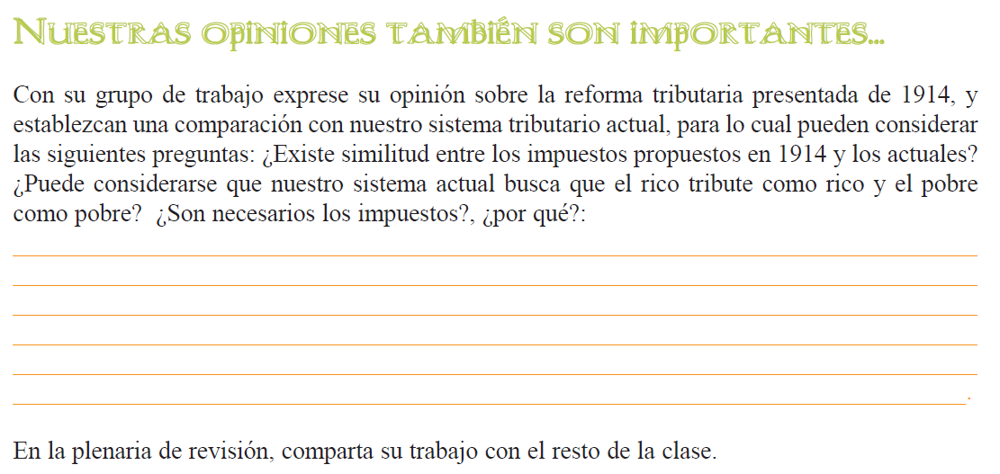 Nuestras opiniones también son importantes...
Con su grupo de trabajo exprese su opinión sobre la reforma tributaria presentada de 1914, y
establezcan una comparación con nuestro sistema tributario actual, para lo cual pueden considerar
las siguientes preguntas: ¿Existe similitud entre los impuestos propuestos en 1914 y los actuales?
¿Puede considerarse que nuestro sistema actual busca que el rico tribute como rico y el pobre
como pobre?  ¿Son necesarios los impuestos?, ¿por qué?:
.
En la plenaria de revisión, comparta su trabajo con el resto de la clase.